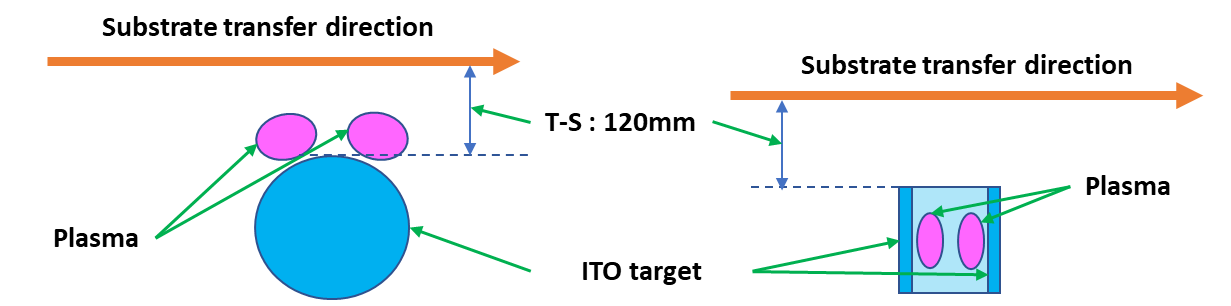 Substrate transfer direction
Substrate transfer direction
T-S : 120mm
Plasma
Plasma
ITO target